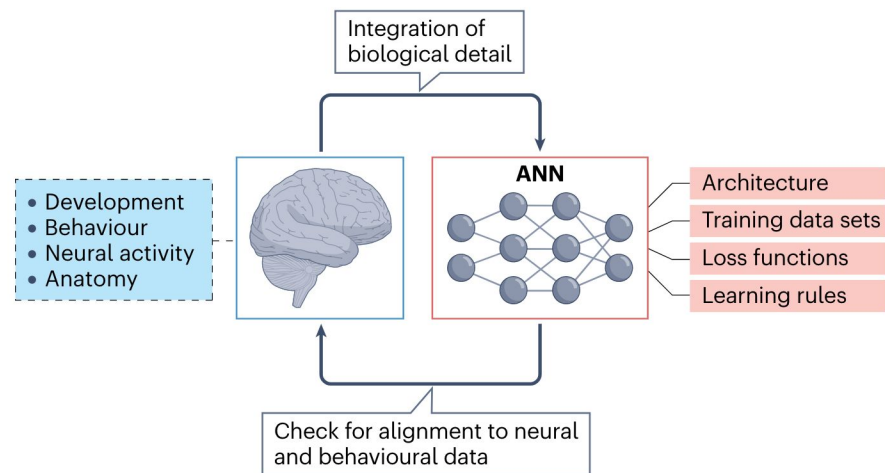 Integration of
biological detail
• Development
• Behaviour
• Neural activity
• Anatomy
ANN
Architecture
Training data sets
Loss functions
Learning rules
Check for alignment to neural
and behavioural data